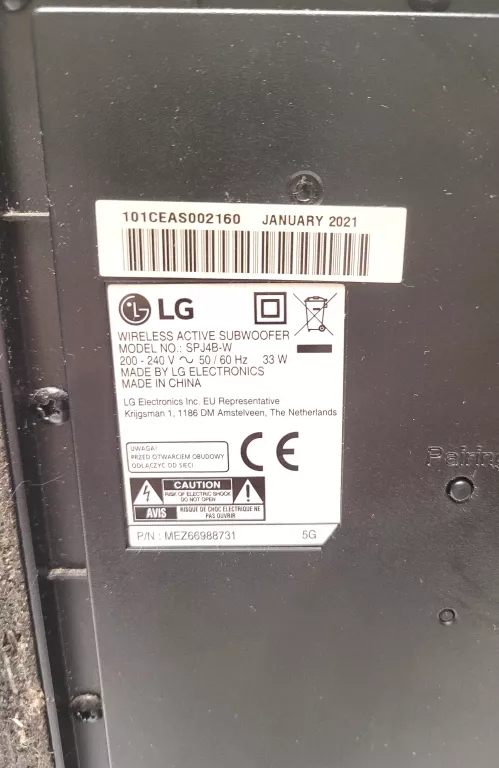 101CEAS002160 JANUARY 2021
LG
WIRELESS ACTIVE SUBWOOFER
MODEL NO.: SPJ4B-W
200 - 240 V ~ 50 / 60 Hz 33 W
MADE BY LG ELECTRONICS
MADE IN CHINA
LG Electronics Inc. EU Representative
Krijgsman 1, 1186 DM Amstelveen, The Netherlands
UWAGA!
PRZED OTWARCIEM OBUDOWY
ODŁĄCZYĆ OD SIECI
CE
CAUTION
RISK OF ELECTRIC SHOCK
DO NOT OPEN
AVIS
RISQUE DE CHOC ELECTRIQUE NE
PAS OUVRIR
P/N : MEZ66988731 5G
Pairing